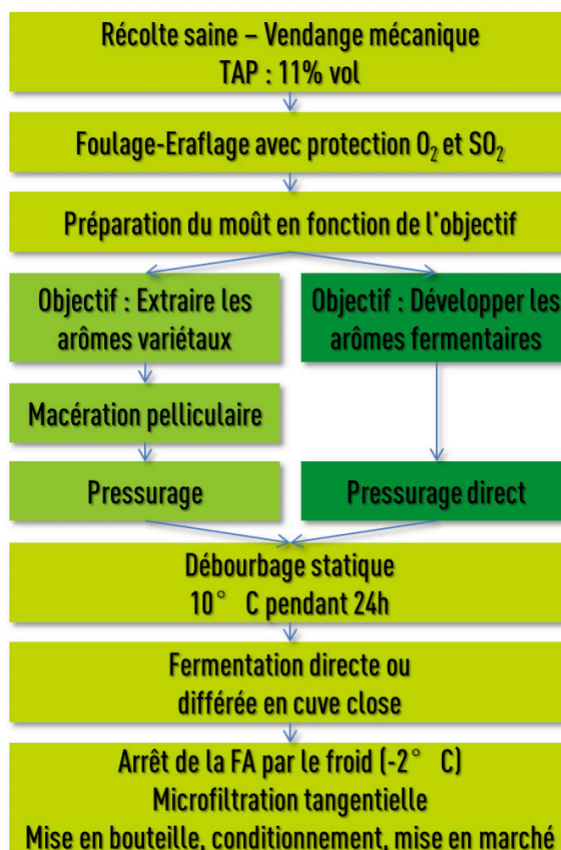 Récolte saine – Vendange mécanique
TAP : 11% vol
Foulage-Eraflage avec protection O₂ et SO₂
Préparation du moût en fonction de l'objectif
Objectif : Extraire les
arômes variétaux
Objectif : Développer les
arômes fermentaires
Macération pelliculaire
Pressurage
Pressurage direct
Débourbage statique
10° C pendant 24h
Fermentation directe ou
différée en cuve close
Arrêt de la FA par le froid (-2° C)
Microfiltration tangentielle
Mise en bouteille, conditionnement, mise en marché